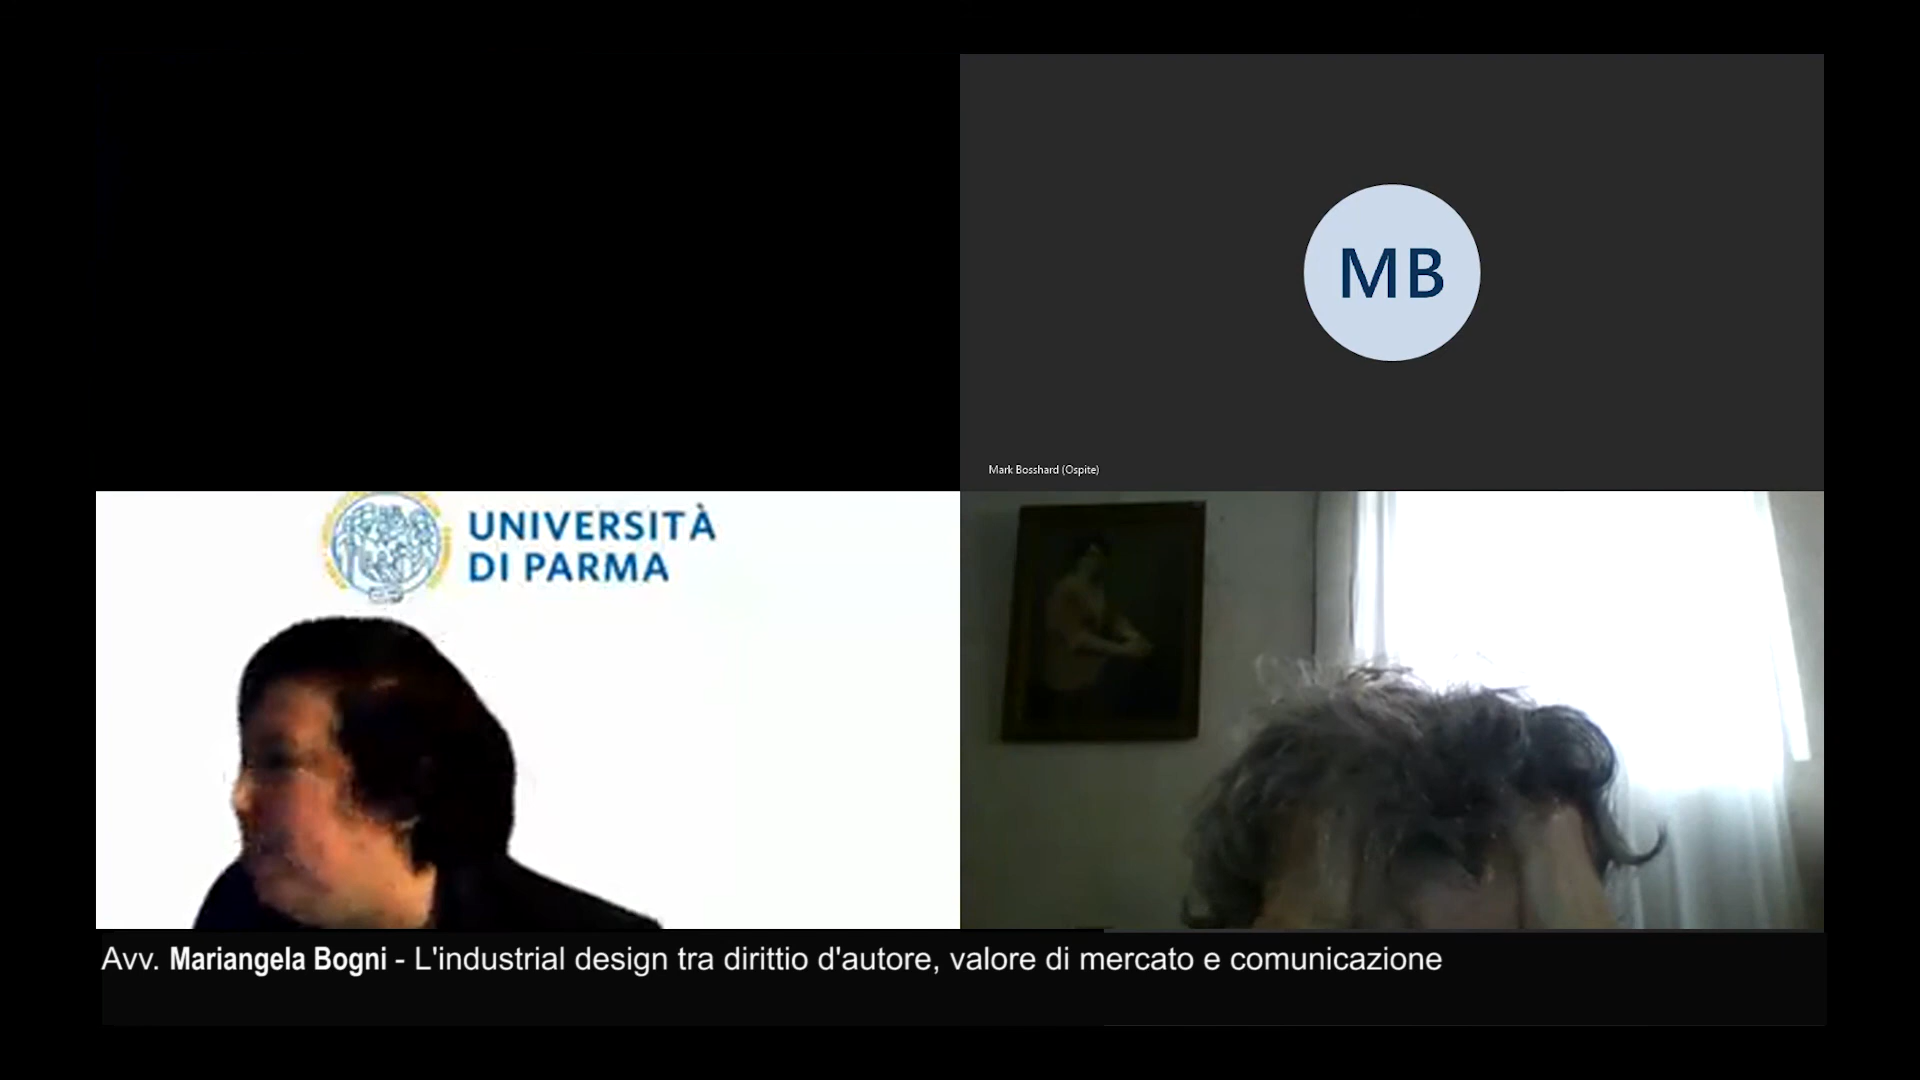 MB
Mark Bosshard (Ospite)
UNIVERSITÀ
DI PARMA
Avv. Mariangela Bogni - L'industrial design tra dirittio d'autore, valore di mercato e comunicazione